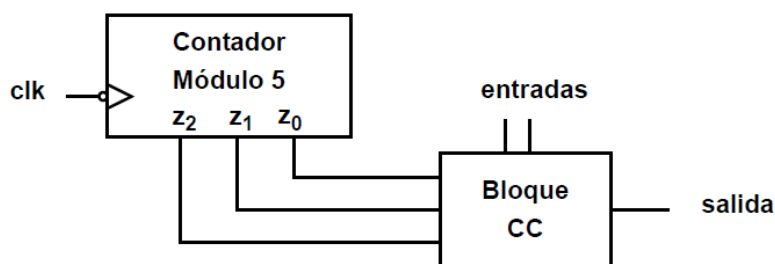 Contador
Módulo 5
clk
z2 z1 z0
entradas
Bloque
CC
salida